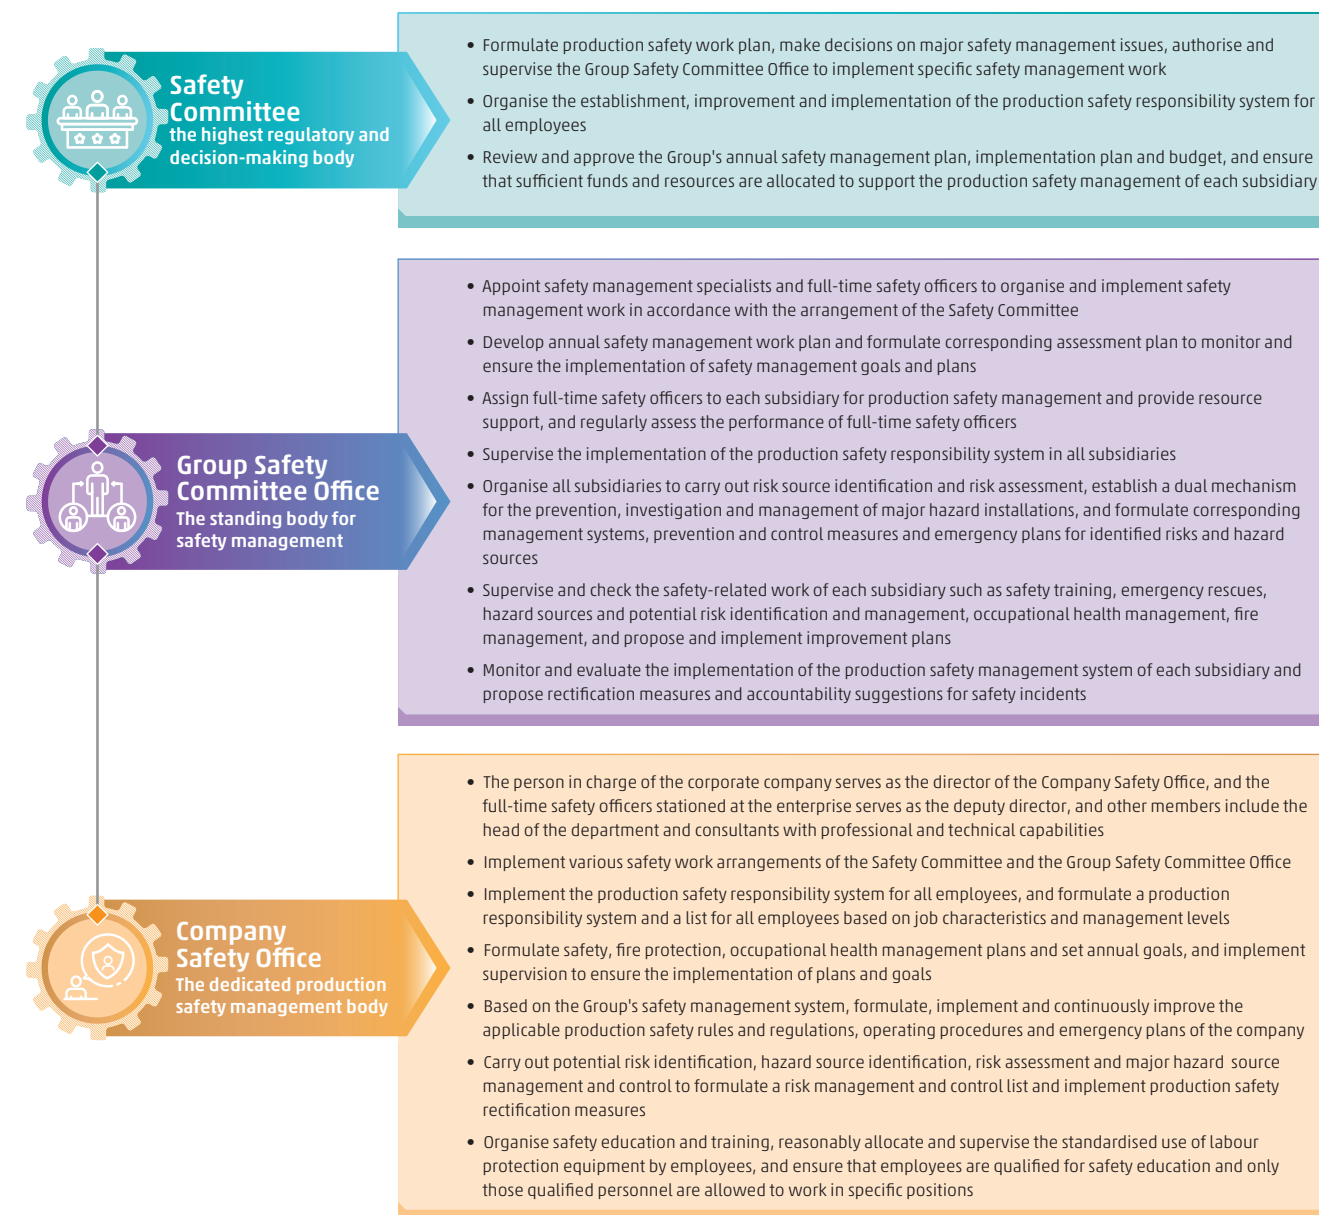 Safety
Committee
the highest regulatory and
decision-making body
• Formulate production safety work plan, make decisions on major safety management issues, authorise and
supervise the Group Safety Committee Office to implement specific safety management work
• Organise the establishment, improvement and implementation of the production safety responsibility system for
all employees
• Review and approve the Group's annual safety management plan, implementation plan and budget, and ensure
that sufficient funds and resources are allocated to support the production safety management of each subsidiary
Group Safety
Committee Office
The standing body for
safety management
• Appoint safety management specialists and full-time safety officers to organise and implement safety
management work in accordance with the arrangement of the Safety Committee
• Develop annual safety management work plan and formulate corresponding assessment plan to monitor and
ensure the implementation of safety management goals and plans
• Assign full-time safety officers to each subsidiary for production safety management and provide resource
support, and regularly assess the performance of full-time safety officers
• Supervise the implementation of the production safety responsibility system in all subsidiaries
• Organise all subsidiaries to carry out risk source identification and risk assessment, establish a dual mechanism
for the prevention, investigation and management of major hazard installations, and formulate corresponding
management systems, prevention and control measures and emergency plans for identified risks and hazard
sources
• Supervise and check the safety-related work of each subsidiary such as safety training, emergency rescues,
hazard sources and potential risk identification and management, occupational health management, fire
management, and propose and implement improvement plans
• Monitor and evaluate the implementation of the production safety management system of each subsidiary and
propose rectification measures and accountability suggestions for safety incidents
Company
Safety Office
The dedicated production
safety management body
• The person in charge of the corporate company serves as the director of the Company Safety Office, and the
full-time safety officers stationed at the enterprise serves as the deputy director, and other members include the
head of the department and consultants with professional and technical capabilities
• Implement various safety work arrangements of the Safety Committee and the Group Safety Committee Office
• Implement the production safety responsibility system for all employees, and formulate a production
responsibility system and a list for all employees based on job characteristics and management levels
• Formulate safety, fire protection, occupational health management plans and set annual goals, and implement
supervision to ensure the implementation of plans and goals
• Based on the Group's safety management system, formulate, implement and continuously improve the
applicable production safety rules and regulations, operating procedures and emergency plans of the company
• Carry out potential risk identification, hazard source identification, risk assessment and major hazard source
management and control to formulate a risk management and control list and implement production safety
rectification measures
• Organise safety education and training, reasonably allocate and supervise the standardised use of labour
protection equipment by employees, and ensure that employees are qualified for safety education and only
those qualified personnel are allowed to work in specific positions